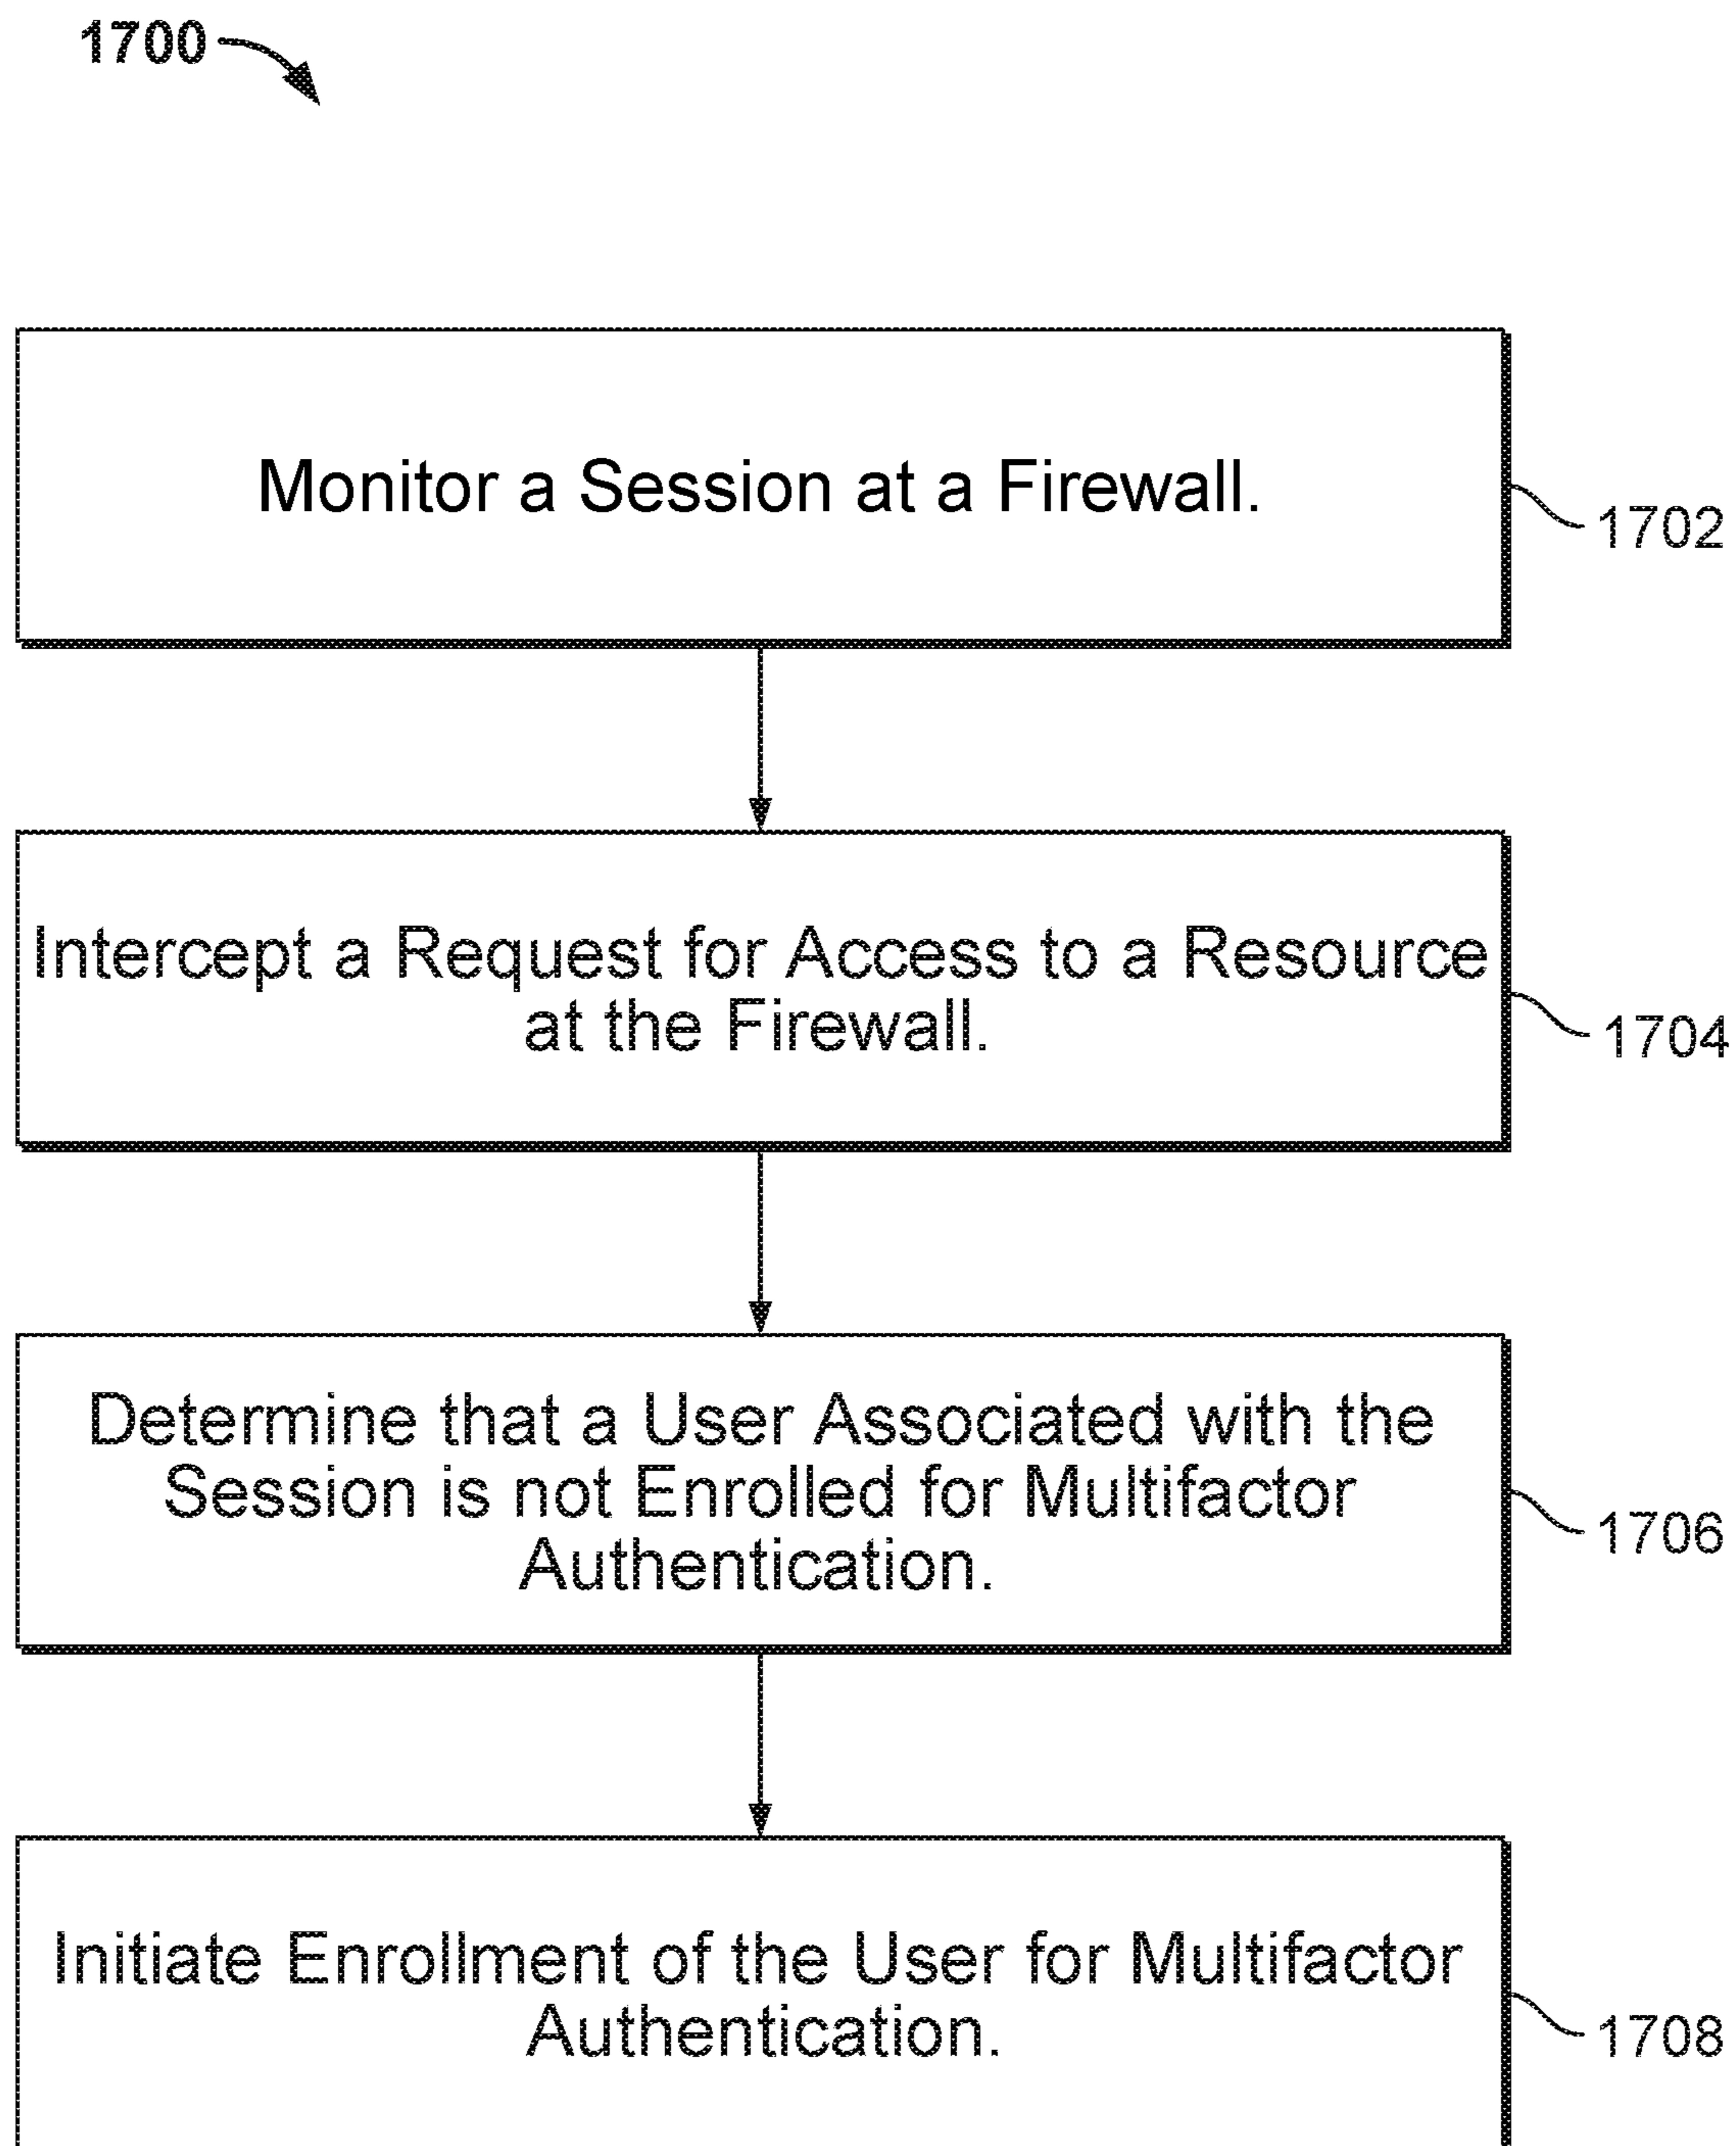 1700
Monitor a Session at a Firewall.
1702
Intercept a Request for Access to a Resource
at the Firewall.
1704
Determine that a User Associated with the
Session is not Enrolled for Multifactor
Authentication.
1706
Initiate Enrollment of the User for Multifactor
Authentication.
1708